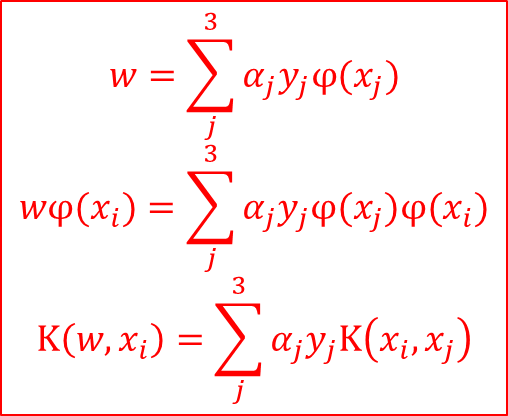 w = ∑_j^3 α_j y_j φ(x_j)
wφ(x_i) = ∑_j^3 α_j y_j φ(x_j)φ(x_i)
K(w, x_i) = ∑_j^3 α_j y_j K(x_i, x_j)